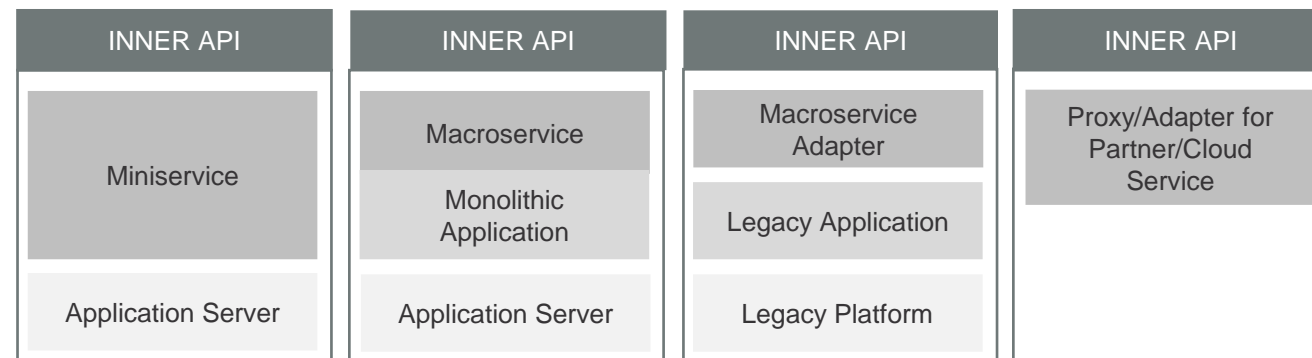 INNER API
Miniservice
Application Server
INNER API
Macroservice
Monolithic
Application
Application Server
INNER API
Macroservice
Adapter
Legacy Application
Legacy Platform
INNER API
Proxy/Adapter for
Partner/Cloud
Service